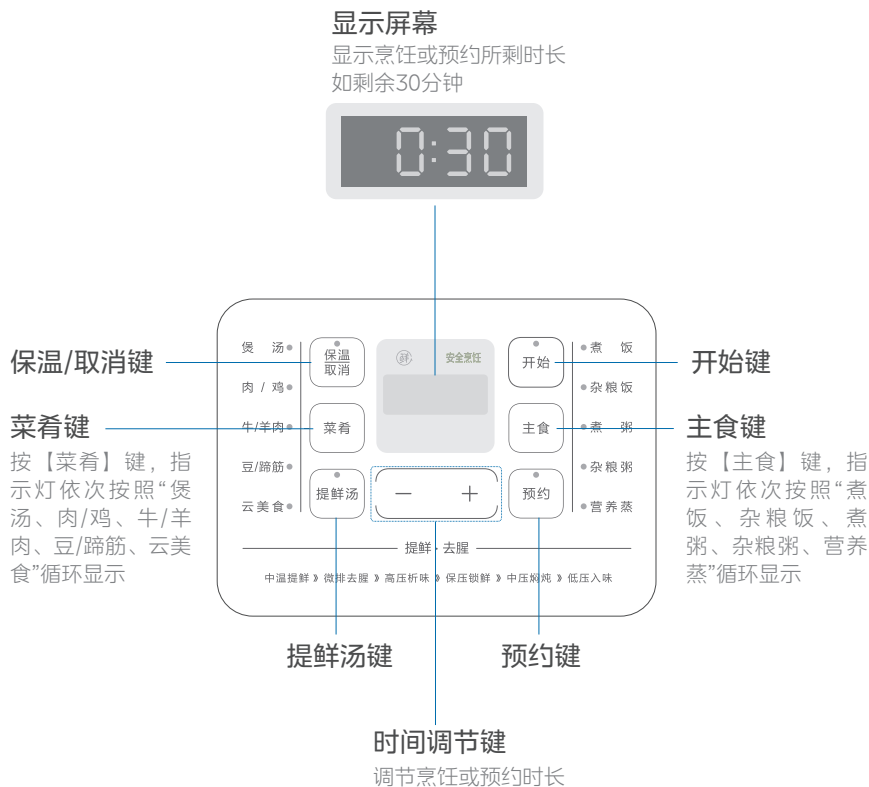 显示屏幕
显示烹饪或预约所剩时长
如剩余30分钟
0:30
保温/取消键
菜肴键
按【菜肴】键，指
示灯依次按照“煲
汤、肉/鸡、牛/羊
肉、豆/蹄筋、云美
食”循环显示
煲 汤
肉 / 鸡
牛/羊肉
豆/蹄筋
云美食
保温
取消
菜肴
提鲜汤
鲜
安全烹饪
－ ＋
开始
主食
预约
煮 饭
杂粮饭
煮 粥
杂粮粥
营养蒸
提鲜·去腥
中温提鲜 》 微排去腥 》 高压析味 》 保压锁鲜 》 中压焖炖 》 低压入味
开始键
主食键
按【主食】键，指
示灯依次按照“煮
饭、杂粮饭、煮
粥、杂粮粥、营养
蒸”循环显示
提鲜汤键
预约键
时间调节键
调节烹饪或预约时长